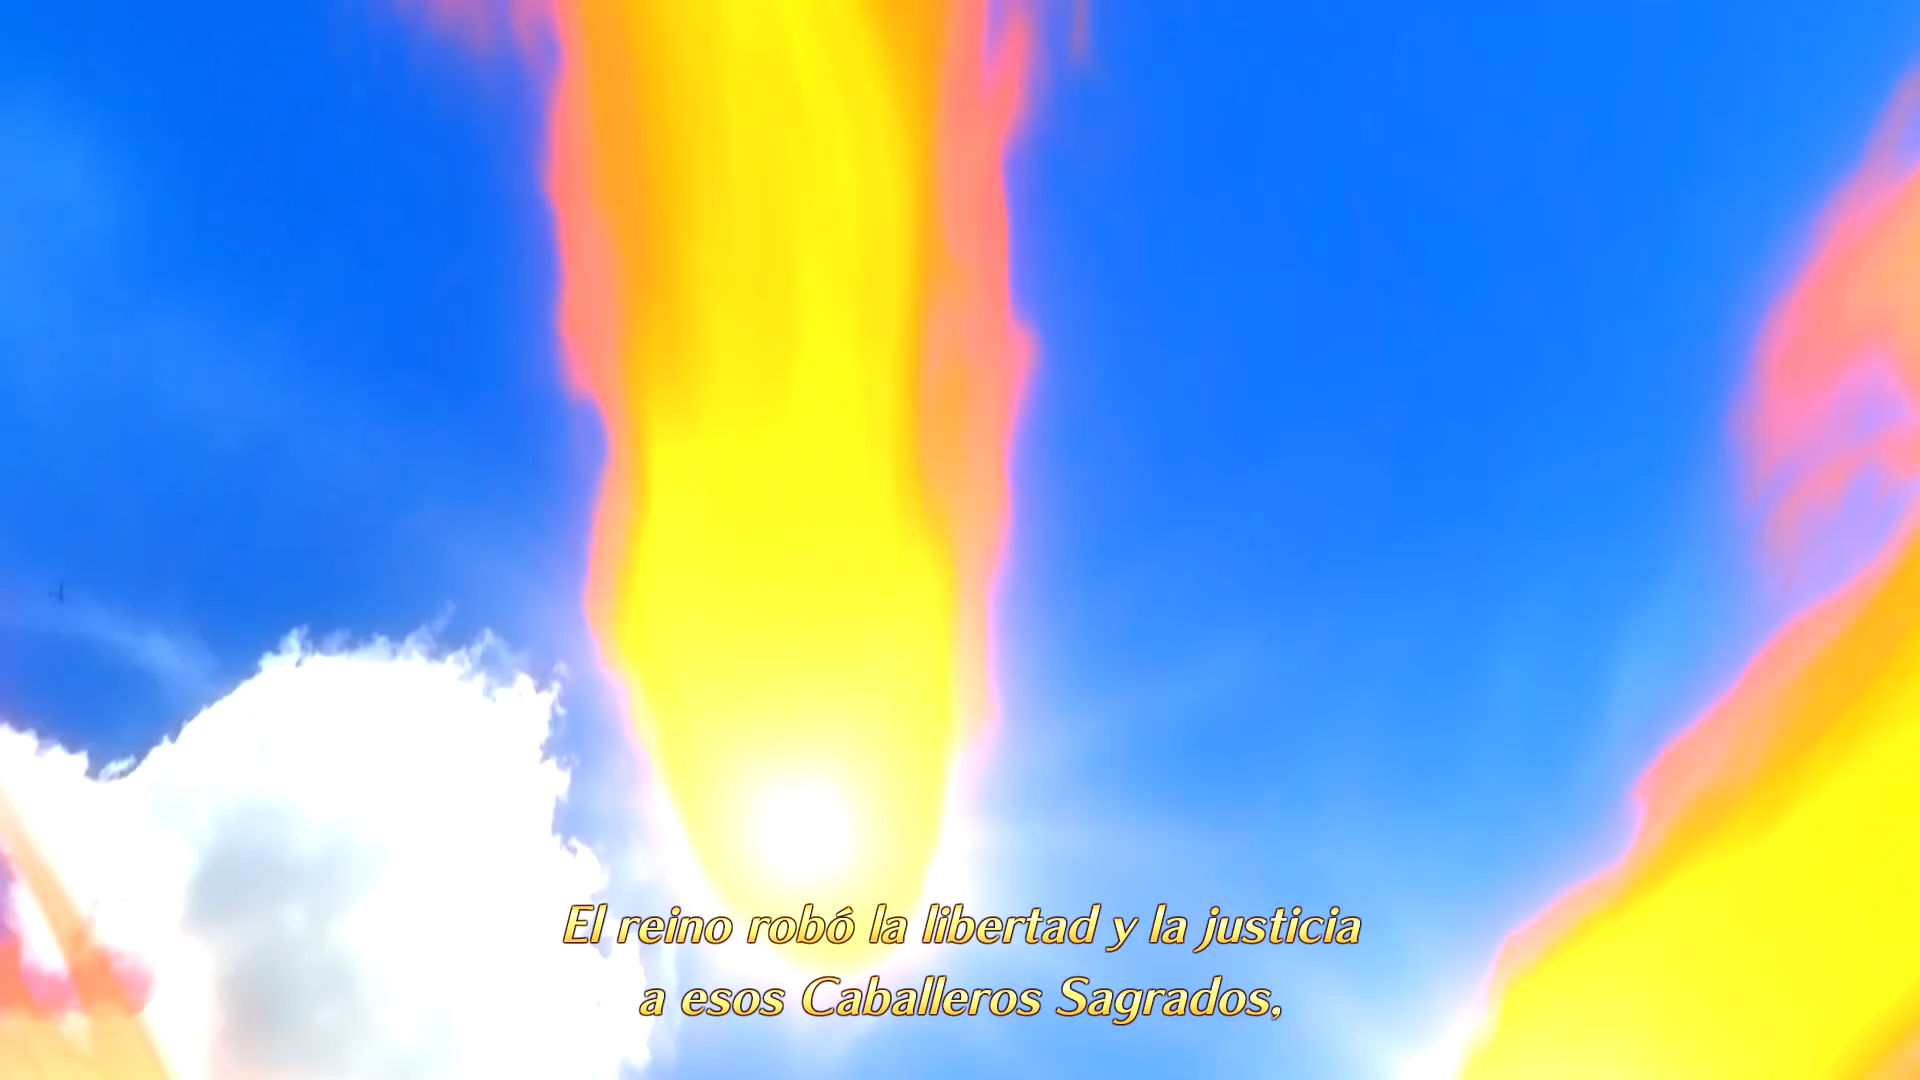 El reino robó la libertad y la justicia
a esos Caballeros Sagrados,